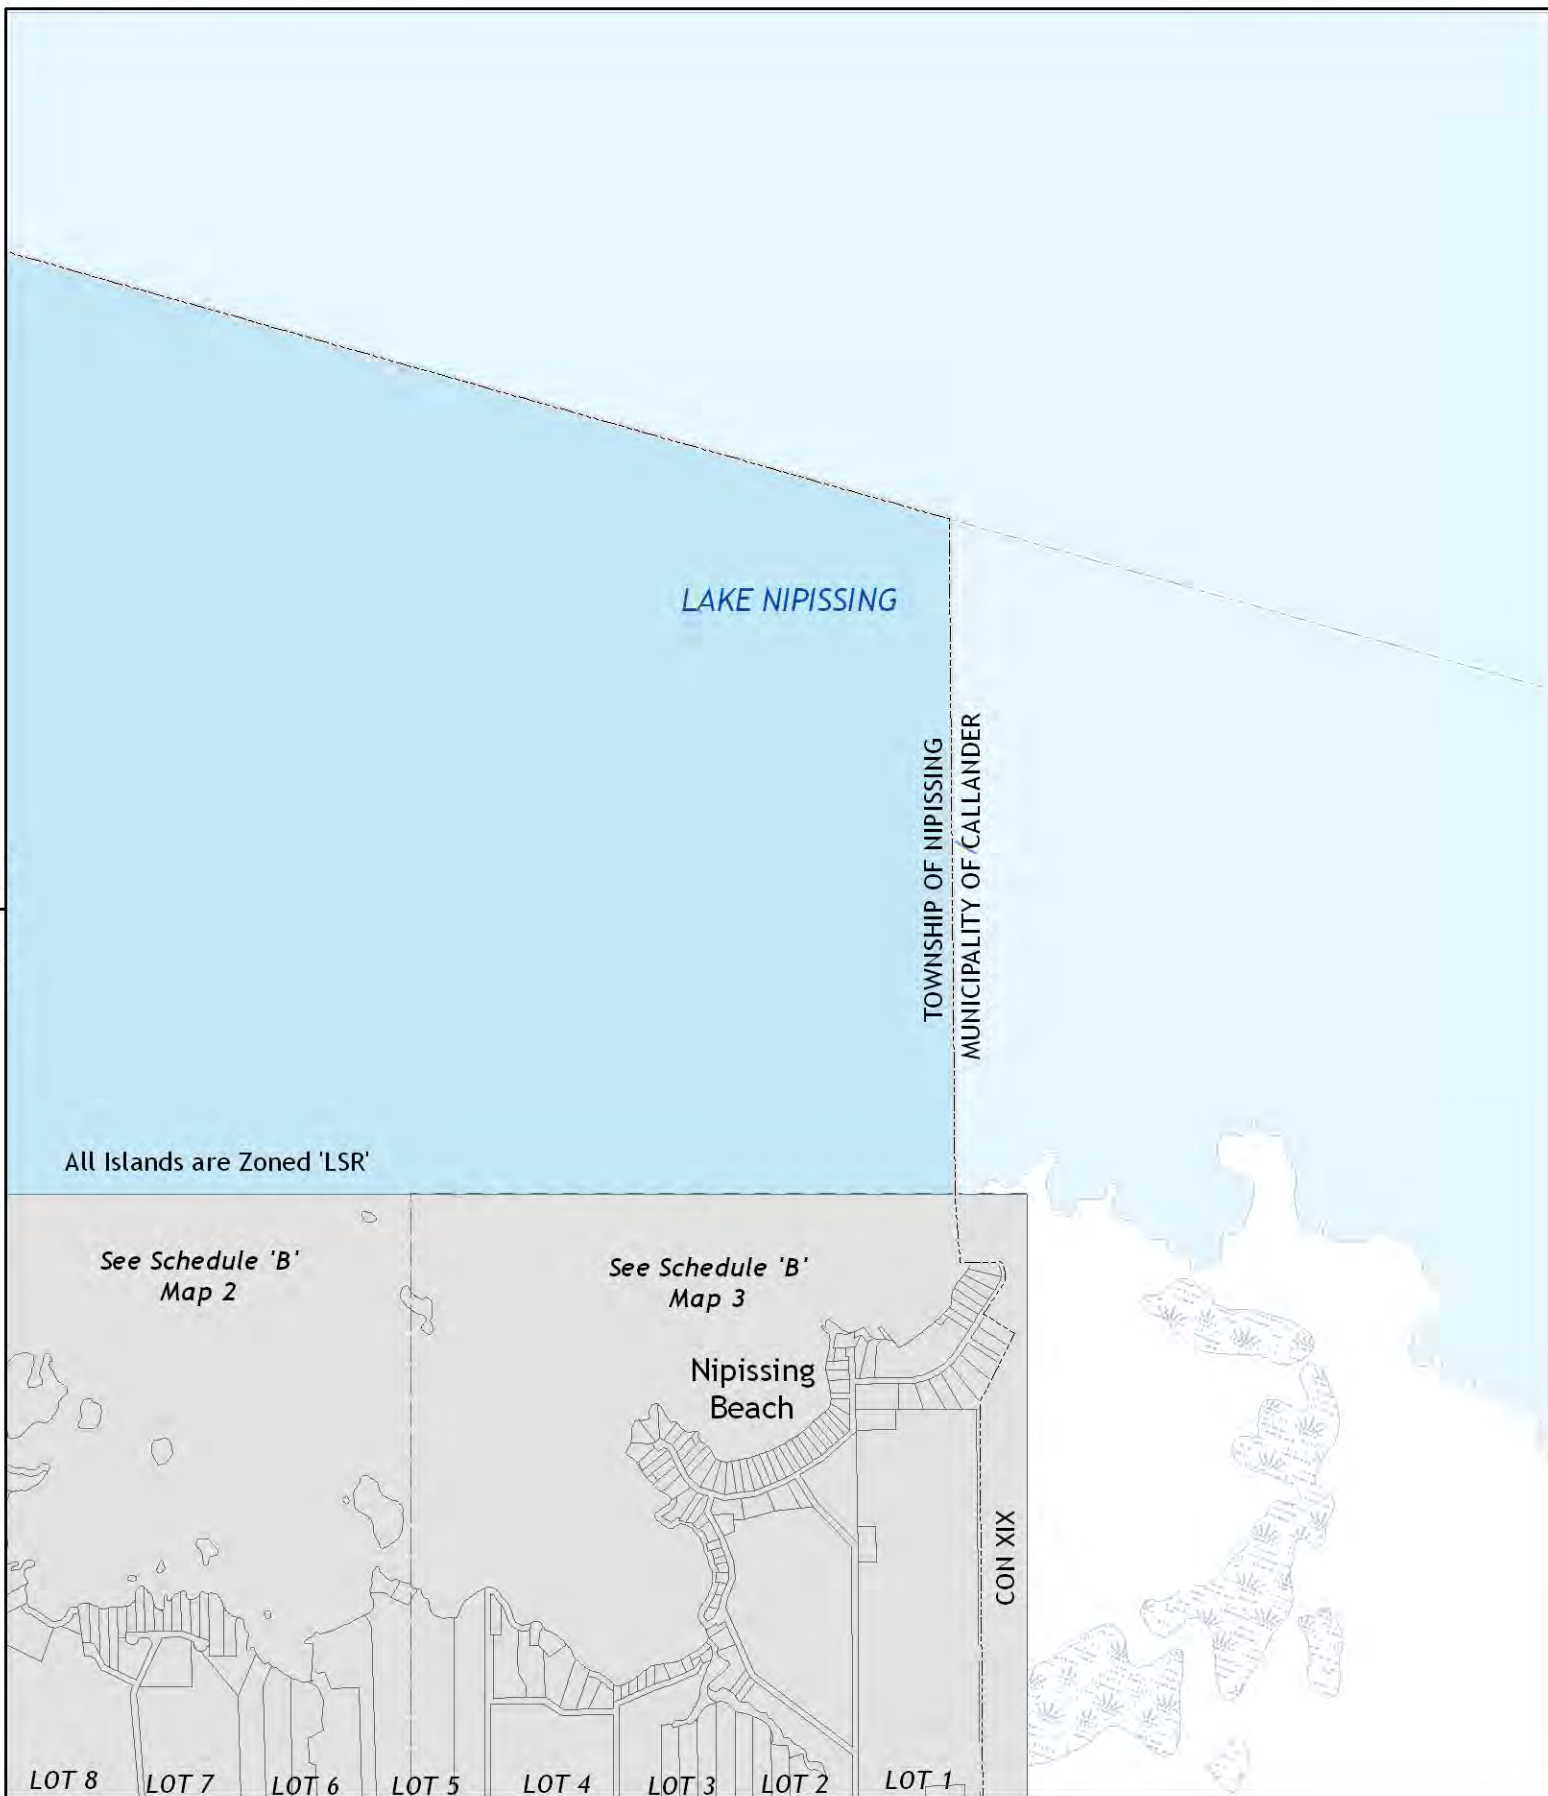 LAKE NIPISSING
TOWNSHIP OF NIPISSING
MUNICIPALITY OF CALLANDER
All Islands are Zoned 'LSR'
See Schedule 'B'
Map 2
See Schedule 'B'
Map 3
Nipissing
Beach
CON XIX
LOT 8
LOT 7
LOT 6
LOT 5
LOT 4
LOT 3
LOT 2
LOT 1